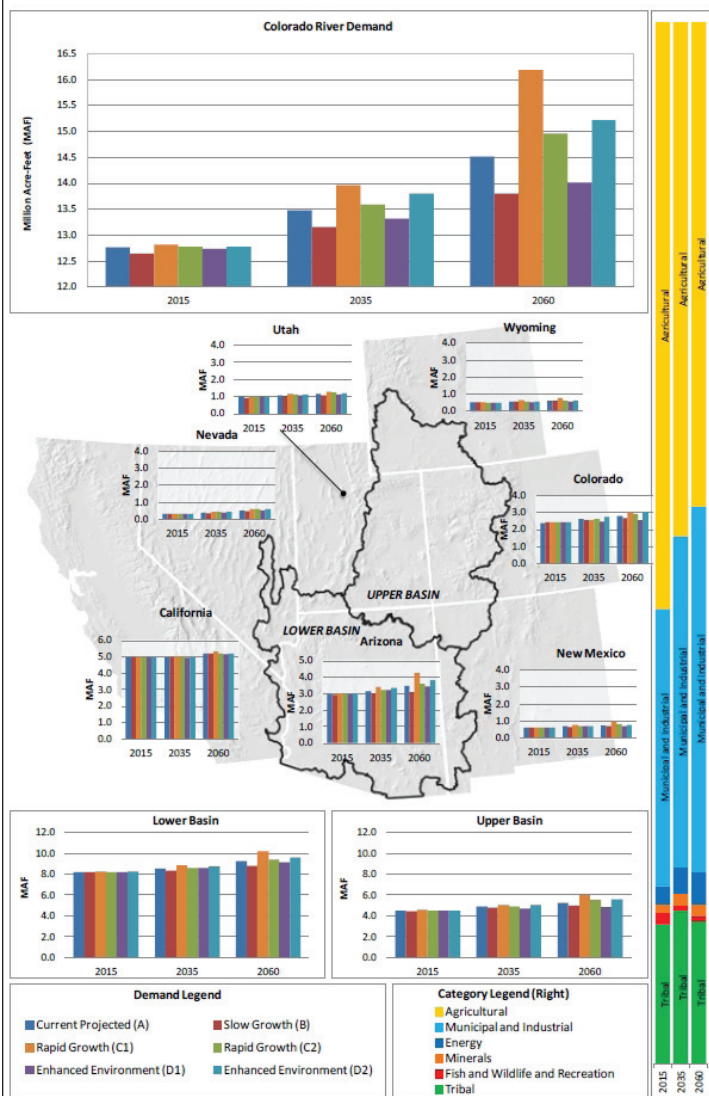 Colorado River Demand
Million Acre-Feet (MAF)
16.5
16.0
15.5
15.0
14.5
14.0
13.5
13.0
12.5
12.0
2015 2035 2060
Utah
MAF
4.0
3.0
2.0
1.0
0.0
2015 2035 2060
Wyoming
MAF
4.0
3.0
2.0
1.0
0.0
2015 2035 2060
Nevada
MAF
4.0
3.0
2.0
1.0
0.0
2015 2035 2060
Colorado
MAF
4.0
3.0
2.0
1.0
0.0
2015 2035 2060
UPPER BASIN
LOWER BASIN
California
MAF
6.0
5.0
4.0
3.0
2.0
1.0
0.0
2015 2035 2060
Arizona
MAF
5.0
4.0
3.0
2.0
1.0
0.0
2015 2035 2060
New Mexico
MAF
4.0
3.0
2.0
1.0
0.0
2015 2035 2060
Lower Basin
MAF
12.0
10.0
8.0
6.0
4.0
2.0
0.0
2015 2035 2060
Upper Basin
MAF
12.0
10.0
8.0
6.0
4.0
2.0
0.0
2015 2035 2060
Demand Legend
Current Projected (A) Slow Growth (B)
Rapid Growth (C1) Rapid Growth (C2)
Enhanced Environment (D1) Enhanced Environment (D2)
Category Legend (Right)
Agricultural
Municipal and Industrial
Energy
Minerals
Fish and Wildlife and Recreation
Tribal
Agricultural
Municipal and Industrial
Tribal
2015
Agricultural
Municipal and Industrial
Tribal
2035
Agricultural
Municipal and Industrial
Tribal
2060